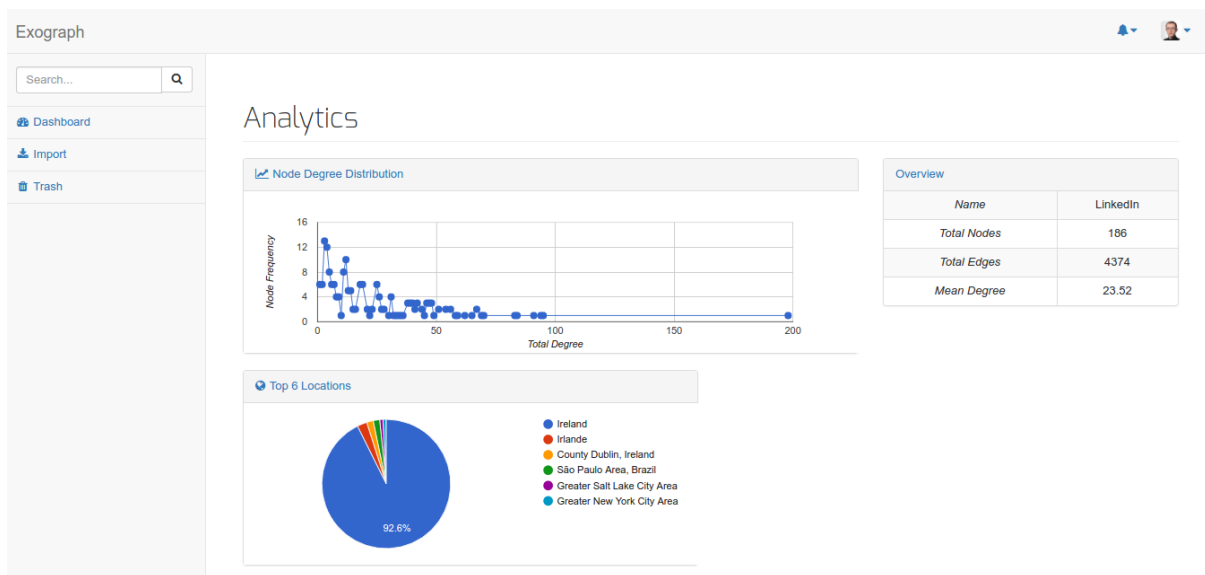 Exograph
Search...
Dashboard
Import
Trash
Analytics
Node Degree Distribution
16
12
8
4
0
Node Frequency
0 50 100 150 200
Total Degree
Overview
Name LinkedIn
Total Nodes 186
Total Edges 4374
Mean Degree 23.52
Top 6 Locations
92.6%
Ireland
Irlande
County Dublin, Ireland
São Paulo Area, Brazil
Greater Salt Lake City Area
Greater New York City Area